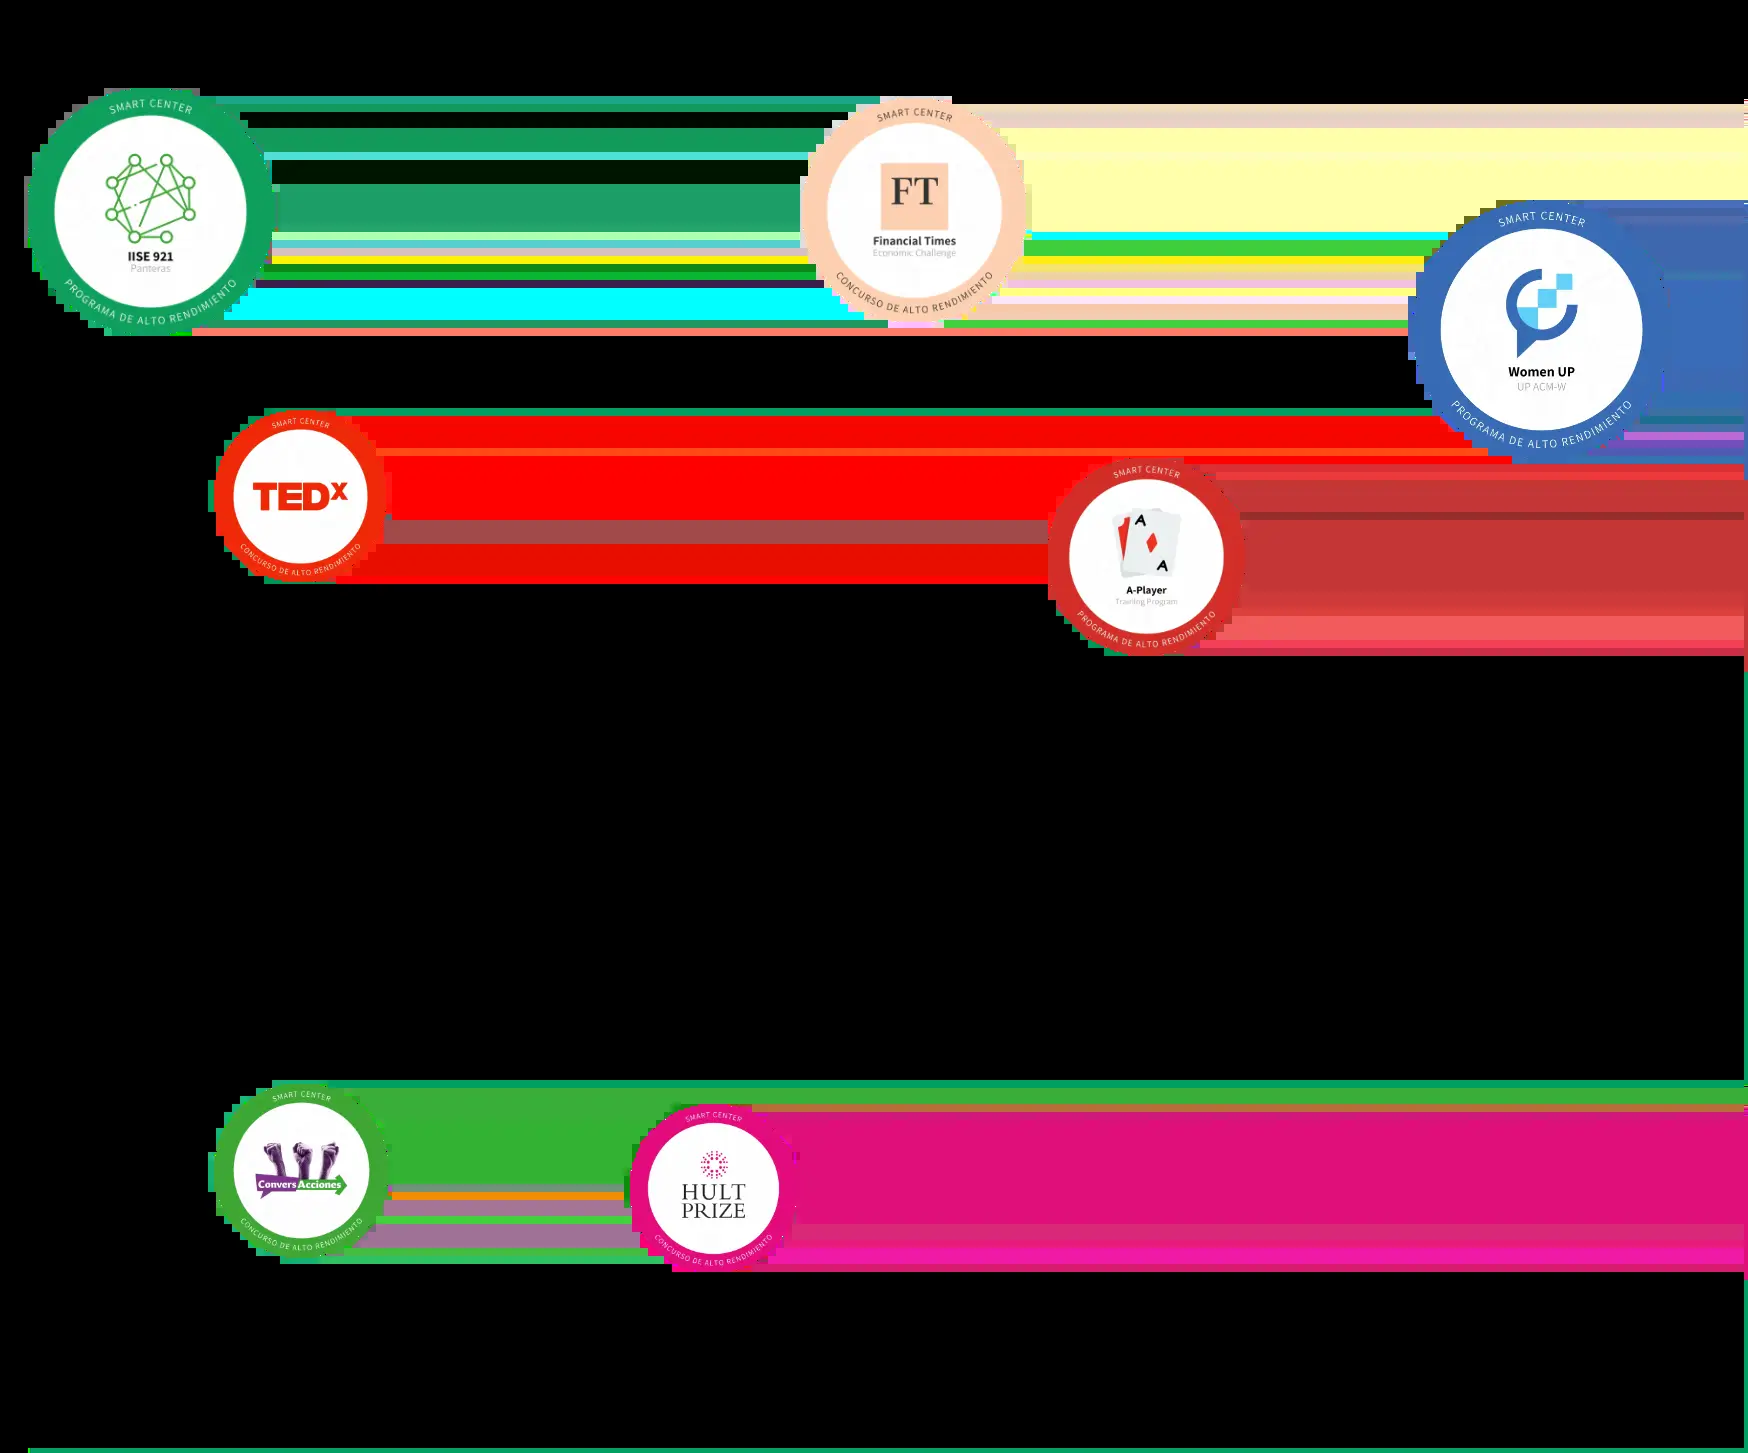 SMART CENTER
IISE 921
Panteras
PROGRAMA DE ALTO RENDIMIENTO
SMART CENTER
FT
Financial Times
Economic Challenge
CONCURSO DE ALTO RENDIMIENTO
SMART CENTER
Women UP
UP ACM-W
PROGRAMA DE ALTO RENDIMIENTO
SMART CENTER
TEDx
CONCURSO DE ALTO RENDIMIENTO
SMART CENTER
A
A
A-Player
Training Program
PROGRAMA DE ALTO RENDIMIENTO
SMART CENTER
ConversAcciones
CONCURSO DE ALTO RENDIMIENTO
SMART CENTER
HULT
PRIZE
CONCURSO DE ALTO RENDIMIENTO